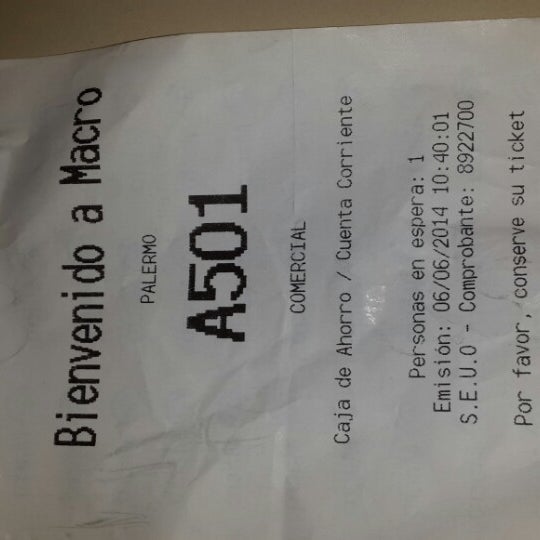 Bienvenido a Macro
PALERMO
A501
COMERCIAL
Caja de Ahorro / Cuenta Corriente
Personas en espera: 1
Emisión: 06/06/2014 10:40:01
S.E.U.O - Comprobante: 8922700
Por favor, conserve su ticket